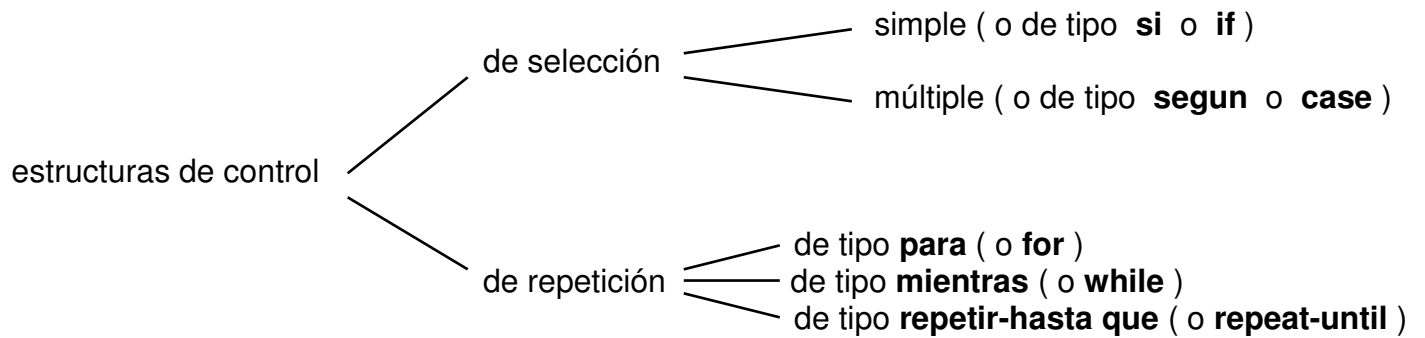 estructuras de control
de selección
simple ( o de tipo si o if )
múltiple ( o de tipo segun o case )
de repetición
de tipo para ( o for )
de tipo mientras ( o while )
de tipo repetir-hasta que ( o repeat-until )